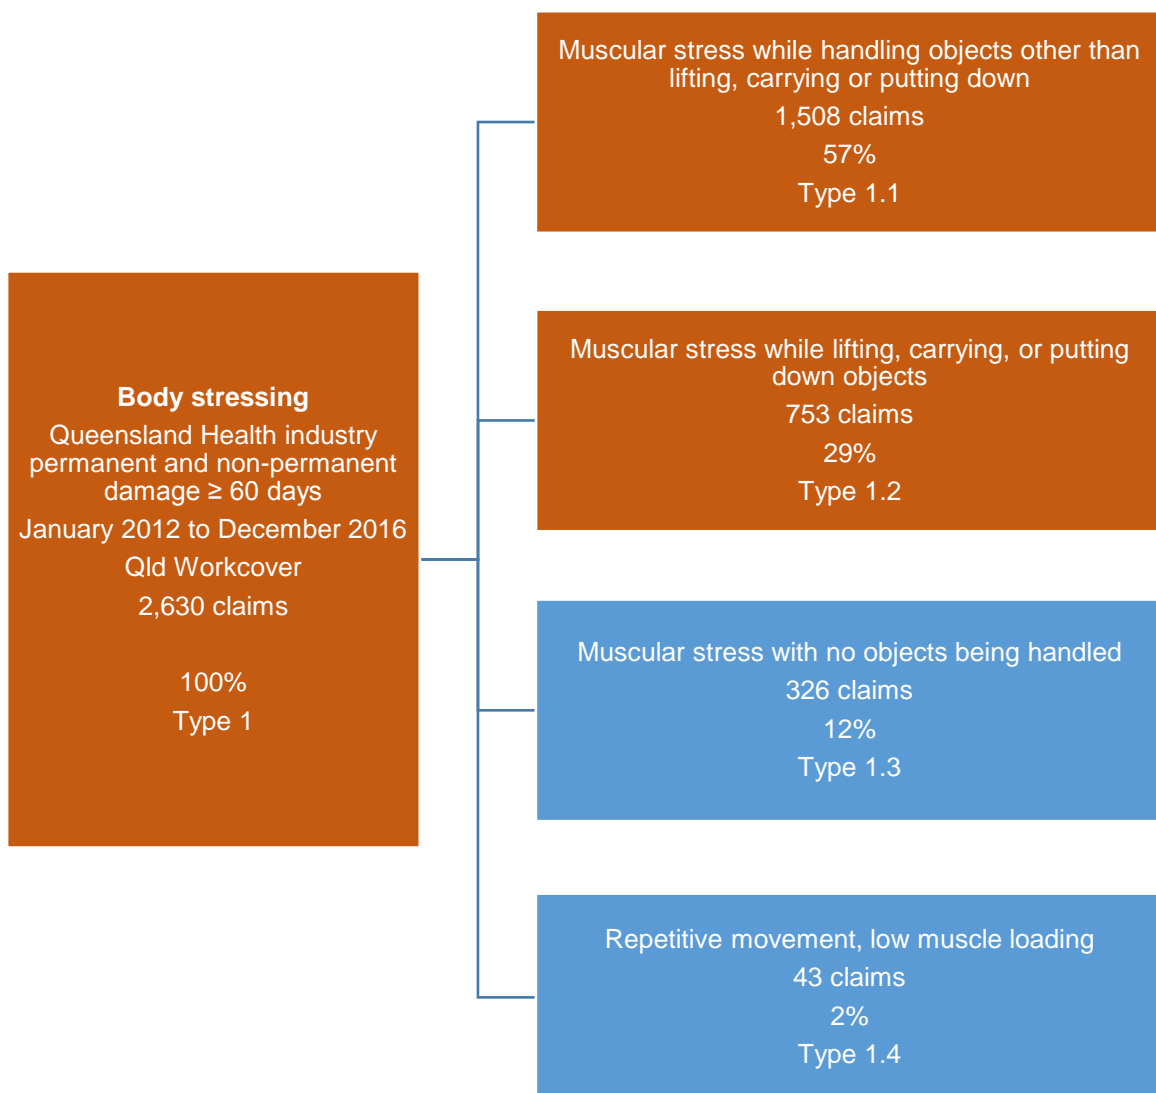 Body stressing
Queensland Health industry
permanent and non-permanent
damage ≥ 60 days
January 2012 to December 2016
Qld Workcover
2,630 claims
100%
Type 1
Muscular stress while handling objects other than
lifting, carrying or putting down
1,508 claims
57%
Type 1.1
Muscular stress while lifting, carrying, or putting
down objects
753 claims
29%
Type 1.2
Muscular stress with no objects being handled
326 claims
12%
Type 1.3
Repetitive movement, low muscle loading
43 claims
2%
Type 1.4